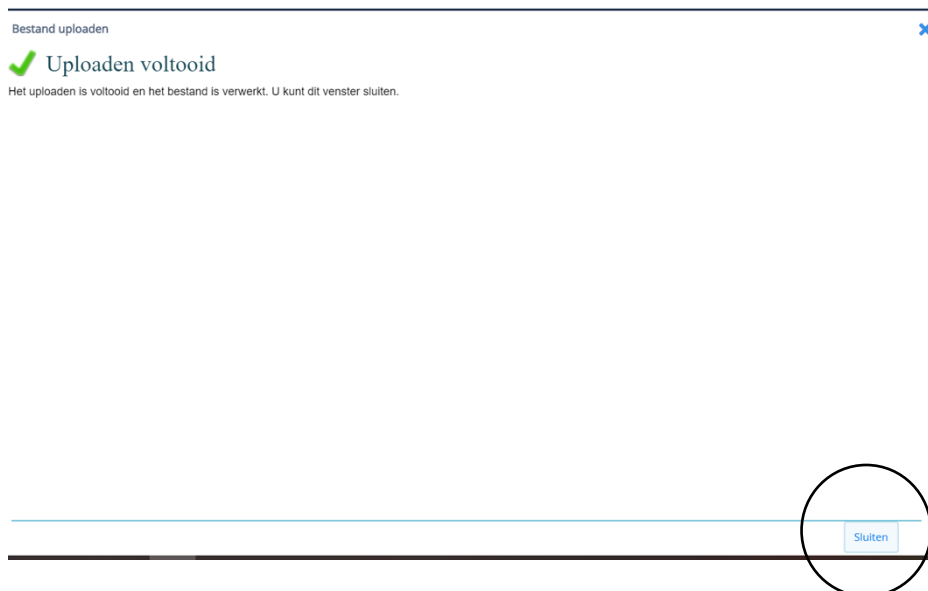 Bestand uploaden
Uploaden voltooid
Het uploaden is voltooid en het bestand is verwerkt. U kunt dit venster sluiten.
Sluiten